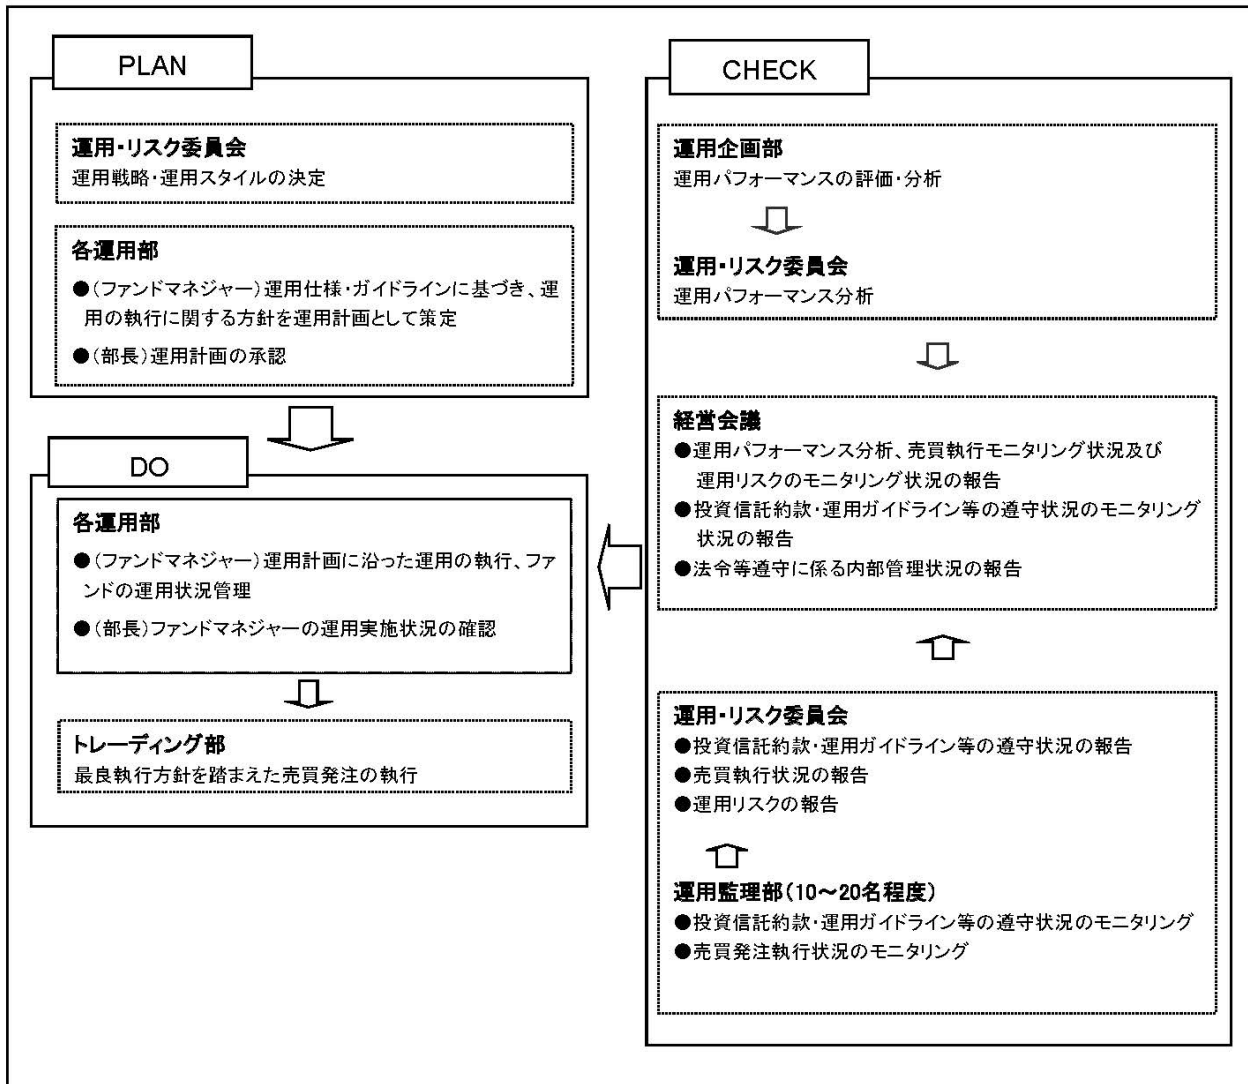 PLAN
運用・リスク委員会
運用戦略・運用スタイルの決定
各運用部
●(ファンドマネジャー)運用仕様・ガイドラインに基づき、運
用の執行に関する方針を運用計画として策定
●(部長)運用計画の承認
DO
各運用部
●(ファンドマネジャー)運用計画に沿った運用の執行、ファ
ンドの運用状況管理
●(部長)ファンドマネジャーの運用実施状況の確認
トレーディング部
最良執行方針を踏まえた売買発注の執行
CHECK
運用企画部
運用パフォーマンスの評価・分析
運用・リスク委員会
運用パフォーマンス分析
経営会議
●運用パフォーマンス分析、売買執行モニタリング状況及び
運用リスクのモニタリング状況の報告
●投資信託約款・運用ガイドライン等の遵守状況のモニタリング
状況の報告
●法令等遵守に係る内部管理状況の報告
運用・リスク委員会
●投資信託約款・運用ガイドライン等の遵守状況の報告
●売買執行状況の報告
●運用リスクの報告
運用監理部(10～20名程度)
●投資信託約款・運用ガイドライン等の遵守状況のモニタリング
●売買発注執行状況のモニタリング